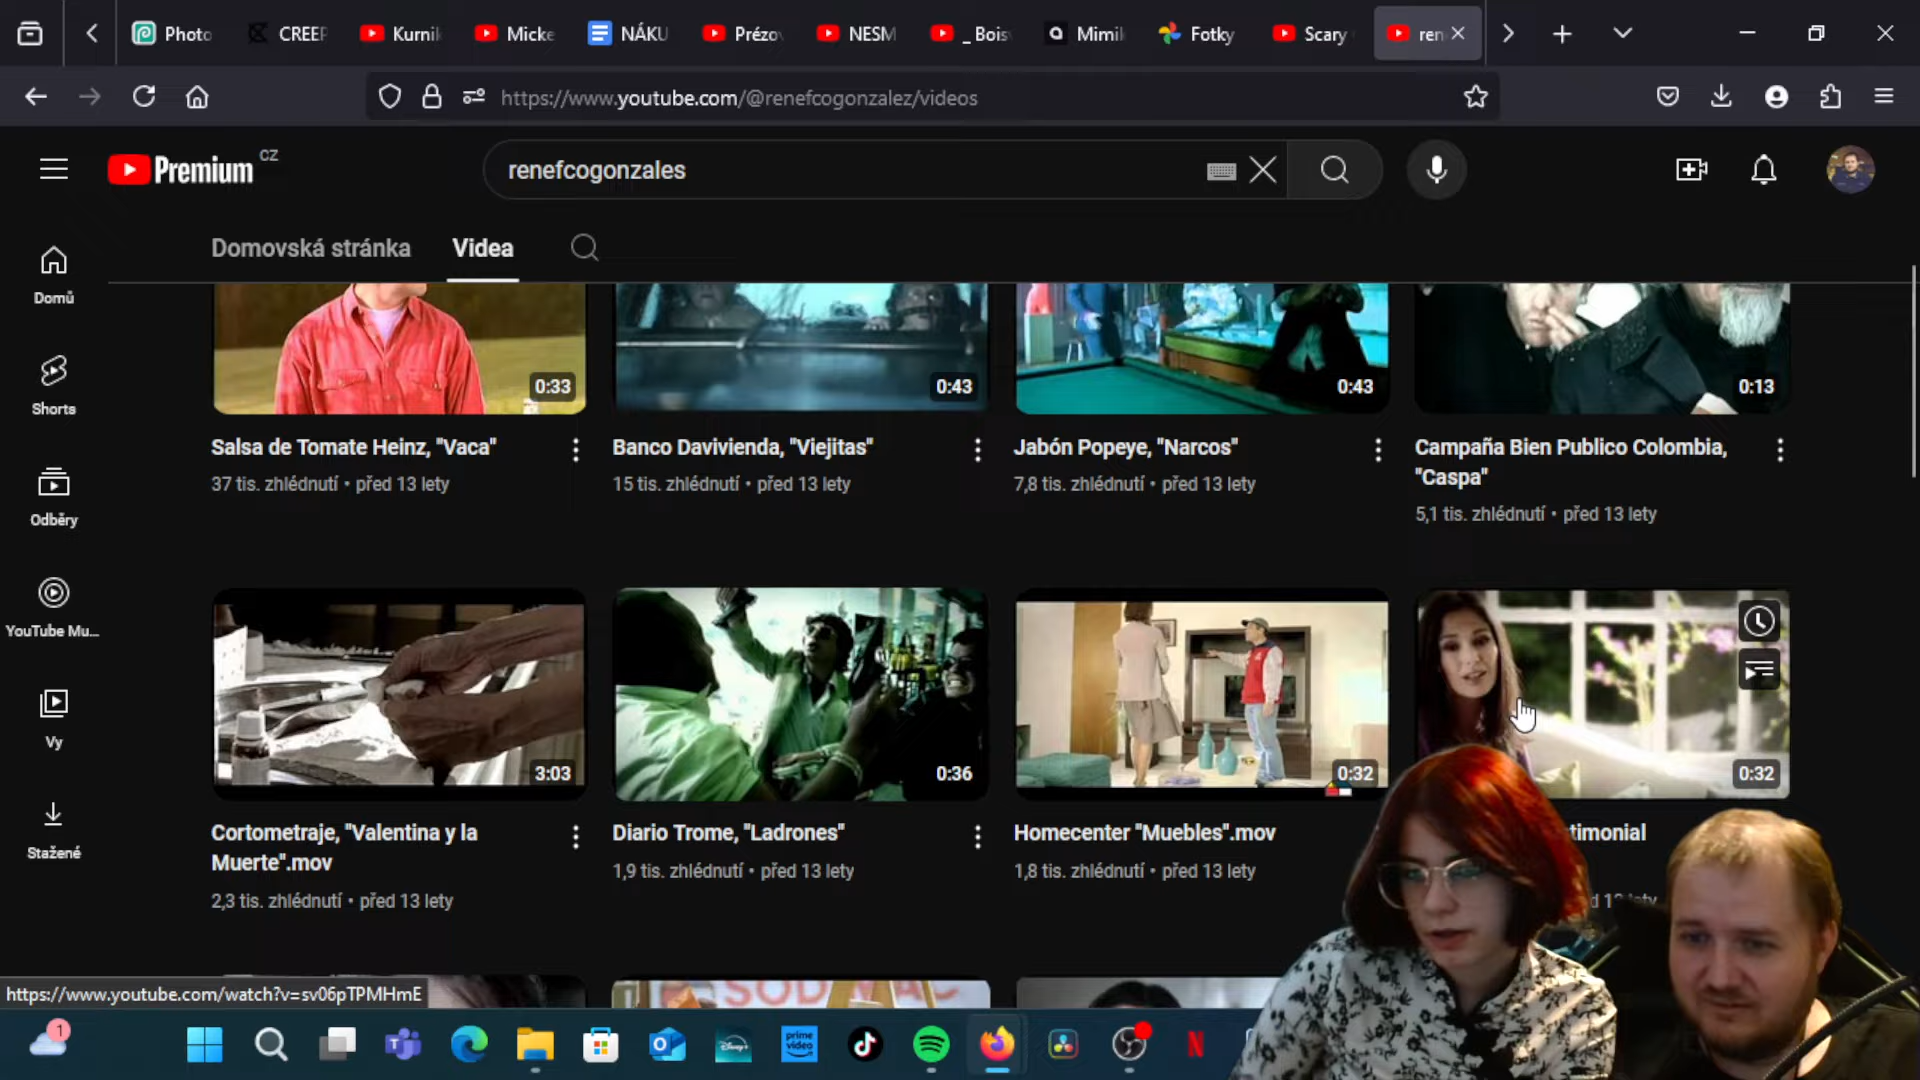 Photo
CREEP
Kurnik
Micke
NÁKU
Prézo
NESM
_ Bois
Mimik
Fotky
Scary
ren
https://www.youtube.com/@renefcogonzalez/videos
Premium CZ
renefcogonzales
Domovská stránka
Videa
Domů
Shorts
Odběry
YouTube Mu...
Vy
Stažené
0:33
0:43
0:43
0:13
Salsa de Tomate Heinz, "Vaca"
37 tis. zhlédnutí • před 13 lety
Banco Davivienda, "Viejitas"
15 tis. zhlédnutí • před 13 lety
Jabón Popeye, "Narcos"
7,8 tis. zhlédnutí • před 13 lety
Campaña Bien Publico Colombia,
"Caspa"
5,1 tis. zhlédnutí • před 13 lety
3:03
0:36
0:32
0:32
Cortometraje, "Valentina y la
Muerte".mov
2,3 tis. zhlédnutí • před 13 lety
Diario Trome, "Ladrones"
1,9 tis. zhlédnutí • před 13 lety
Homecenter "Muebles".mov
1,8 tis. zhlédnutí • před 13 lety
timonial
https://www.youtube.com/watch?v=sv06pTPMHmE
1
Disney+
prime
video
N